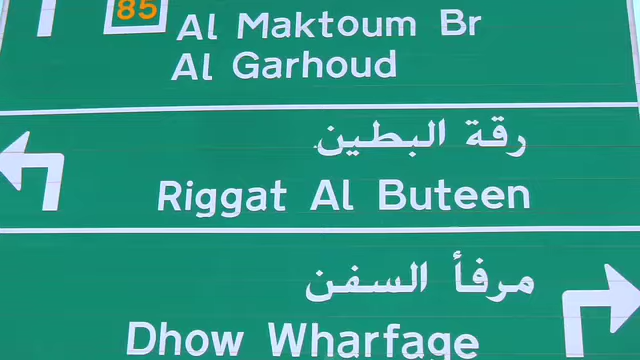 85
Al Maktoum Br
Al Garhoud
رقة البطين
Riggat Al Buteen
مرفأ السفن
Dhow Wharfage